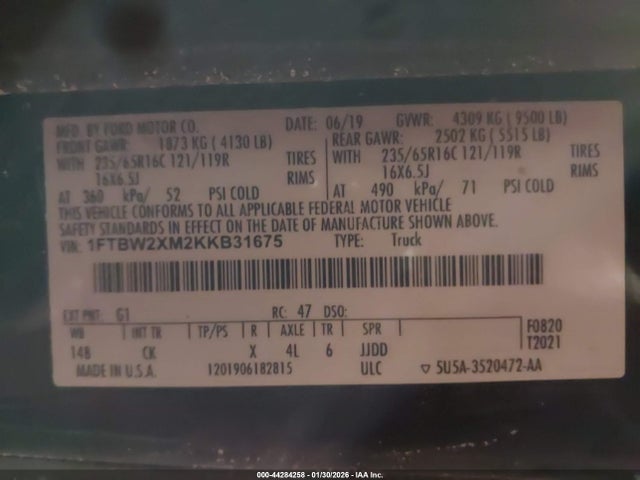 MFD. BY FORD MOTOR CO. DATE: 06/19 GVWR: 4309 KG ( 9500 LB)
FRONT GAWR: 1873 KG ( 4130 LB) REAR GAWR: 2502 KG ( 5515 LB)
WITH 235/65R16C 121/119R TIRES WITH 235/65R16C 121/119R TIRES
16X6.5J RIMS 16X6.5J RIMS
AT 360 kPa/ 52 PSI COLD AT 490 kPa/ 71 PSI COLD
THIS VEHICLE CONFORMS TO ALL APPLICABLE FEDERAL MOTOR VEHICLE
SAFETY STANDARDS IN EFFECT ON THE DATE OF MANUFACTURE SHOWN ABOVE.
VIN: 1FTBW2XM2KKB31675 TYPE: Truck
EXT PNT: G1 RC: 47 DSO:
WB INT TR TP/PS R AXLE TR SPR F0820
148 CK X 4L 6 JJDD T2021
MADE IN U.S.A. 1201906182815 ULC ▽ 5U5A-3520472-AA
000-44284258 - 01/30/2026 - IAA Inc.